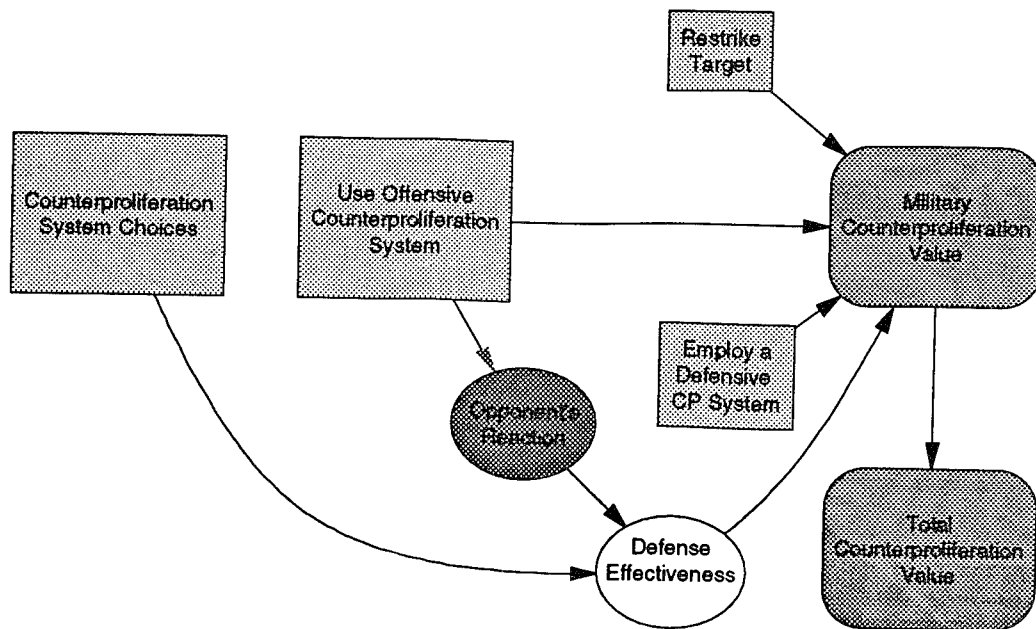 Restrike
Target
Counterproliferation
System Choices
Use Offensive
Counterproliferation
System
Military
Counterproliferation
Value
Employ a
Defensive
CP System
Opponent's
Reaction
Defense
Effectiveness
Total
Counterproliferation
Value